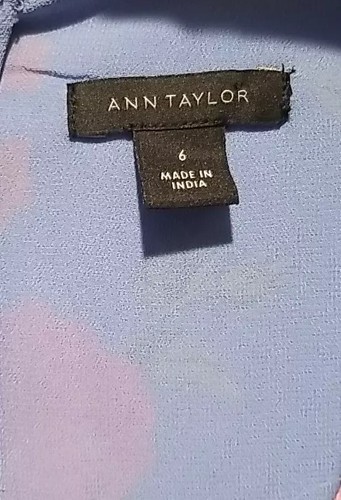 ANN TAYLOR
6
MADE IN
INDIA